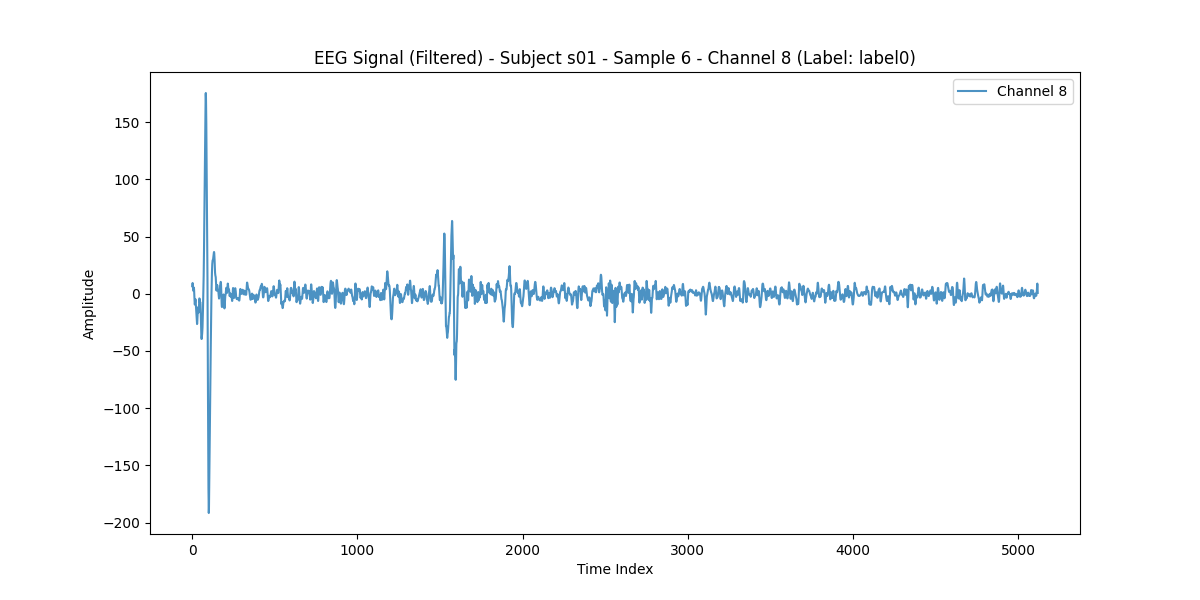 EEG Signal (Filtered) - Subject s01 - Sample 6 - Channel 8 (Label: label0)
Channel 8
150
100
50
0
−50
−100
−150
−200
Amplitude
0 1000 2000 3000 4000 5000
Time Index